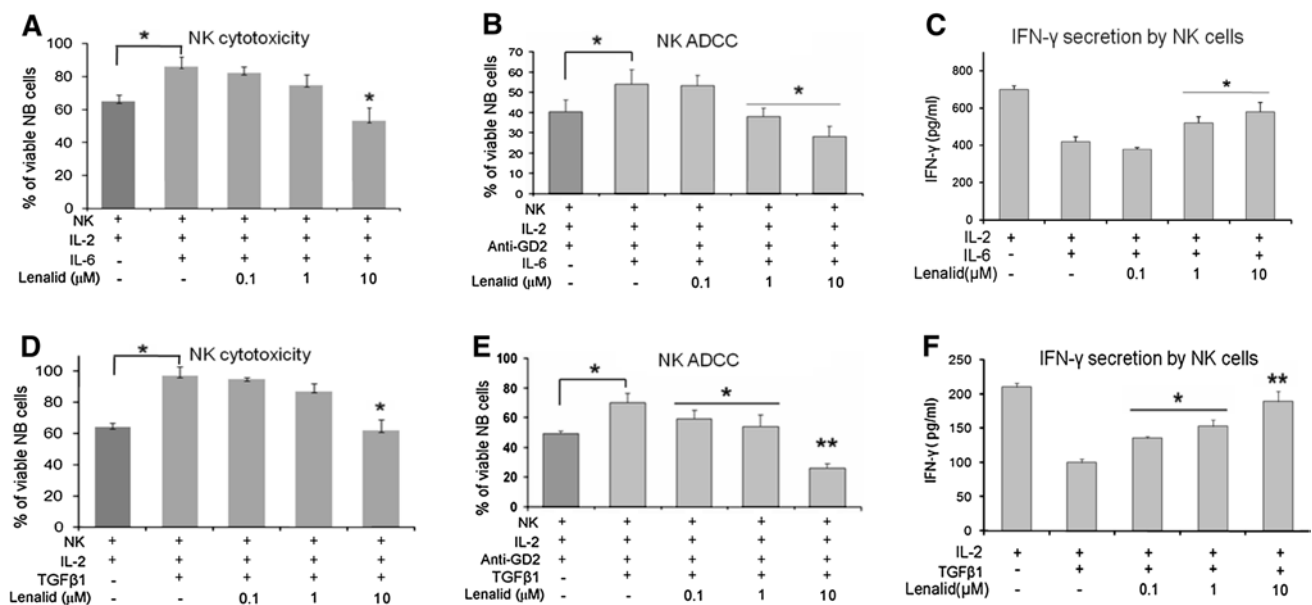 A
NK cytotoxicity
% of viable NB cells
100
80
60
40
20
0
*
*
NK + + + + +
IL-2 + + + + +
IL-6 - + + + +
Lenalid (μM) - - 0.1 1 10
B
NK ADCC
% of viable NB cells
70
60
50
40
30
20
10
0
*
*
NK + + + + +
IL-2 + + + + +
Anti-GD2 + + + + +
IL-6 - + + + +
Lenalid (μM) - - 0.1 1 10
C
IFN-γ secretion by NK cells
IFN-γ (pg/ml)
800
600
400
200
0
*
IL-2 + + + + +
IL-6 - + + + +
Lenalid(μM) - - 0.1 1 10
D
NK cytotoxicity
% of viable NB cells
100
80
60
40
20
0
*
*
NK + + + + +
IL-2 + + + + +
TGFβ1 - + + + +
Lenalid (μM) - - 0.1 1 10
E
NK ADCC
% of viable NB cells
100
80
60
40
20
0
*
*
**
NK + + + + +
IL-2 + + + + +
Anti-GD2 + + + + +
TGFβ1 - + + + +
Lenalid (μM) - - 0.1 1 10
F
IFN-γ secretion by NK cells
IFN-γ ( pg/ml)
250
200
150
100
50
0
*
**
IL-2 + + + + +
TGFβ1 - + + + +
Lenalid(μM) - - 0.1 1 10